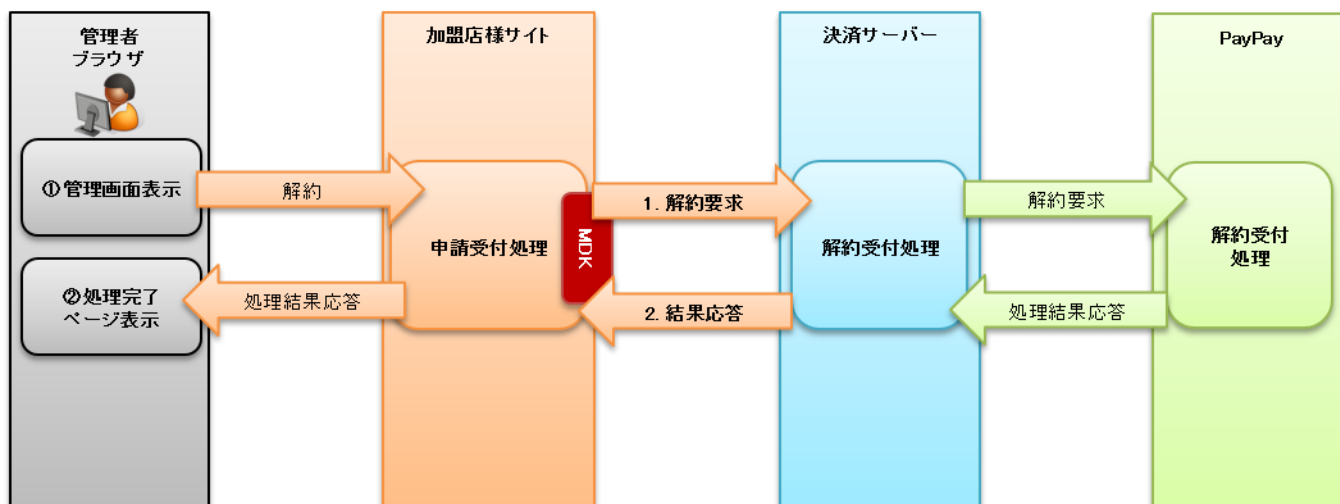 管理者
ブラウザ
加盟店様サイト
決済サーバー
PayPay
①管理画面表示
解約
申請受付処理
MDK
1. 解約要求
解約受付処理
解約要求
解約受付
処理
②処理完了
ページ表示
処理結果応答
2. 結果応答
処理結果応答